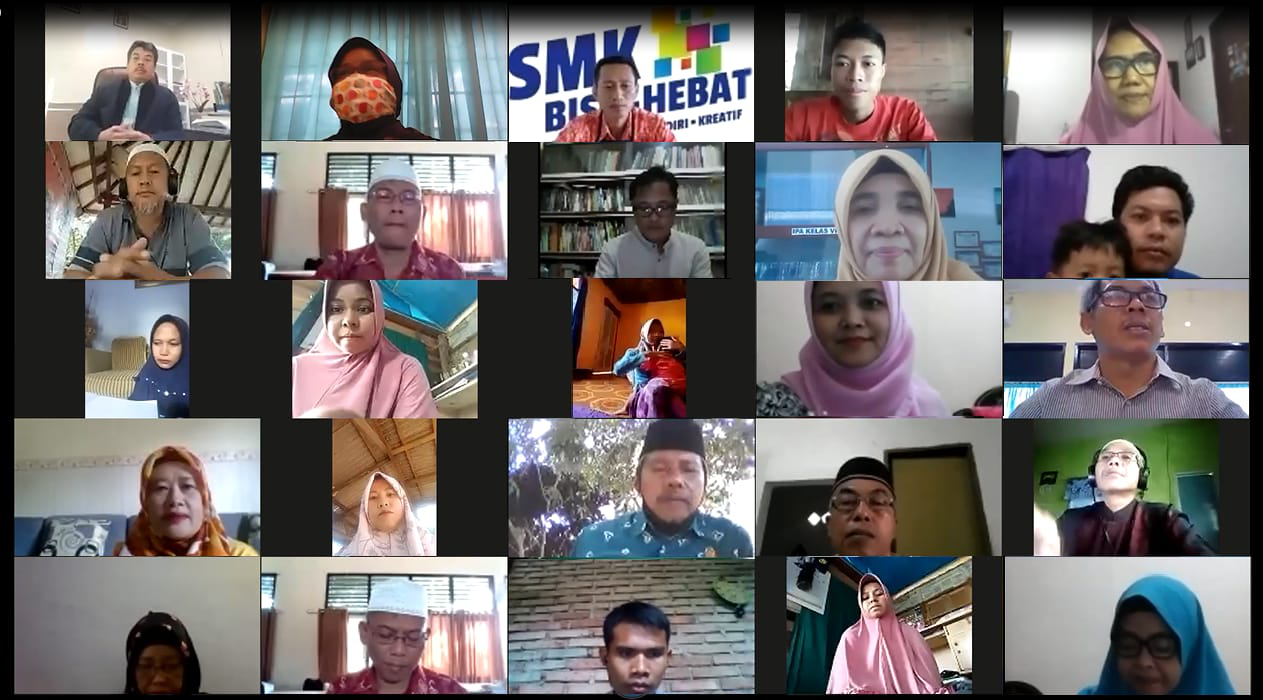 SMK
BIS HEBAT
DIRI • KREATIF
IPA KELAS VI